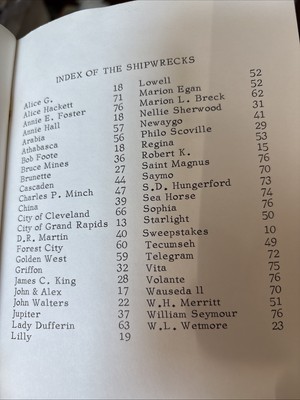 INDEX OF THE SHIPWRECKS
Alice G. 18
Alice Hackett 71
Annie E. Foster 76
Annie Hall 18
Arabia 57
Athabasca 56
Bob Foote 18
Bruce Mines 36
Brunette 27
Cascaden 44
Charles P. Minch 47
China 39
City of Cleveland 66
City of Grand Rapids 13
D.R. Martin 40
Forest City 60
Golden West 59
Griffon 32
James C. King 28
John & Alex 17
John Walters 22
Jupiter 37
Lady Dufferin 63
Lilly 19
Lowell 52
Marion Egan 52
Marion L. Breck 62
Nellie Sherwood 31
Newaygo 41
Philo Scoville 29
Regina 53
Robert K. 15
Saint Magnus 76
Saymo 70
S.D. Hungerford 73
Sea Horse 74
Sophia 76
Starlight 50
Sweepstakes 10
Tecumseh 49
Telegram 72
Vita 75
Volante 76
Wauseda ll 70
W.H. Merritt 51
William Seymour 76
W.L. Wetmore 23